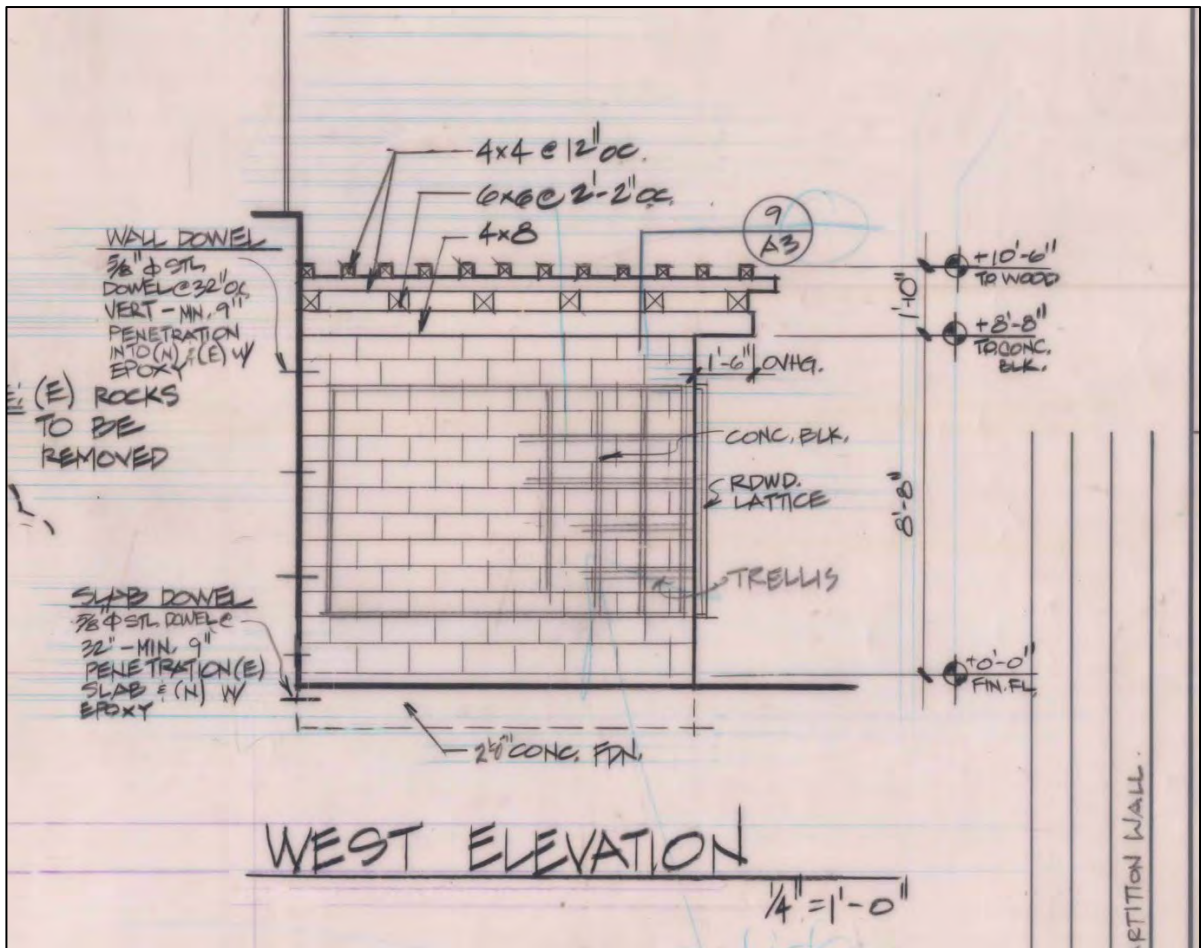 4x4 @ 12" OC.
6x6 @ 2'-2" OC.
4x8
9
A3
WALL DOWEL
5/8" ϕ STL
DOWEL @ 32" OC
VERT - MIN. 9"
PENETRATION
INTO (N) & (E) W/
EPOXY
(E) ROCKS
TO BE
REMOVED
+10'-6"
TO WOOD
1'-10"
+8'-8"
TO CONC.
BLK.
1'-6" OVHG.
CONC. BLK.
RDWD.
LATTICE
8'-8"
TRELLIS
SLAB DOWEL
5/8" ϕ STL DOWEL @
32" - MIN. 9"
PENETRATION (E)
SLAB & (N) W/
EPOXY
+0'-0"
FIN. FL.
CONC. FDN.
WEST ELEVATION
1/4" = 1'-0"
RTITION WALL.